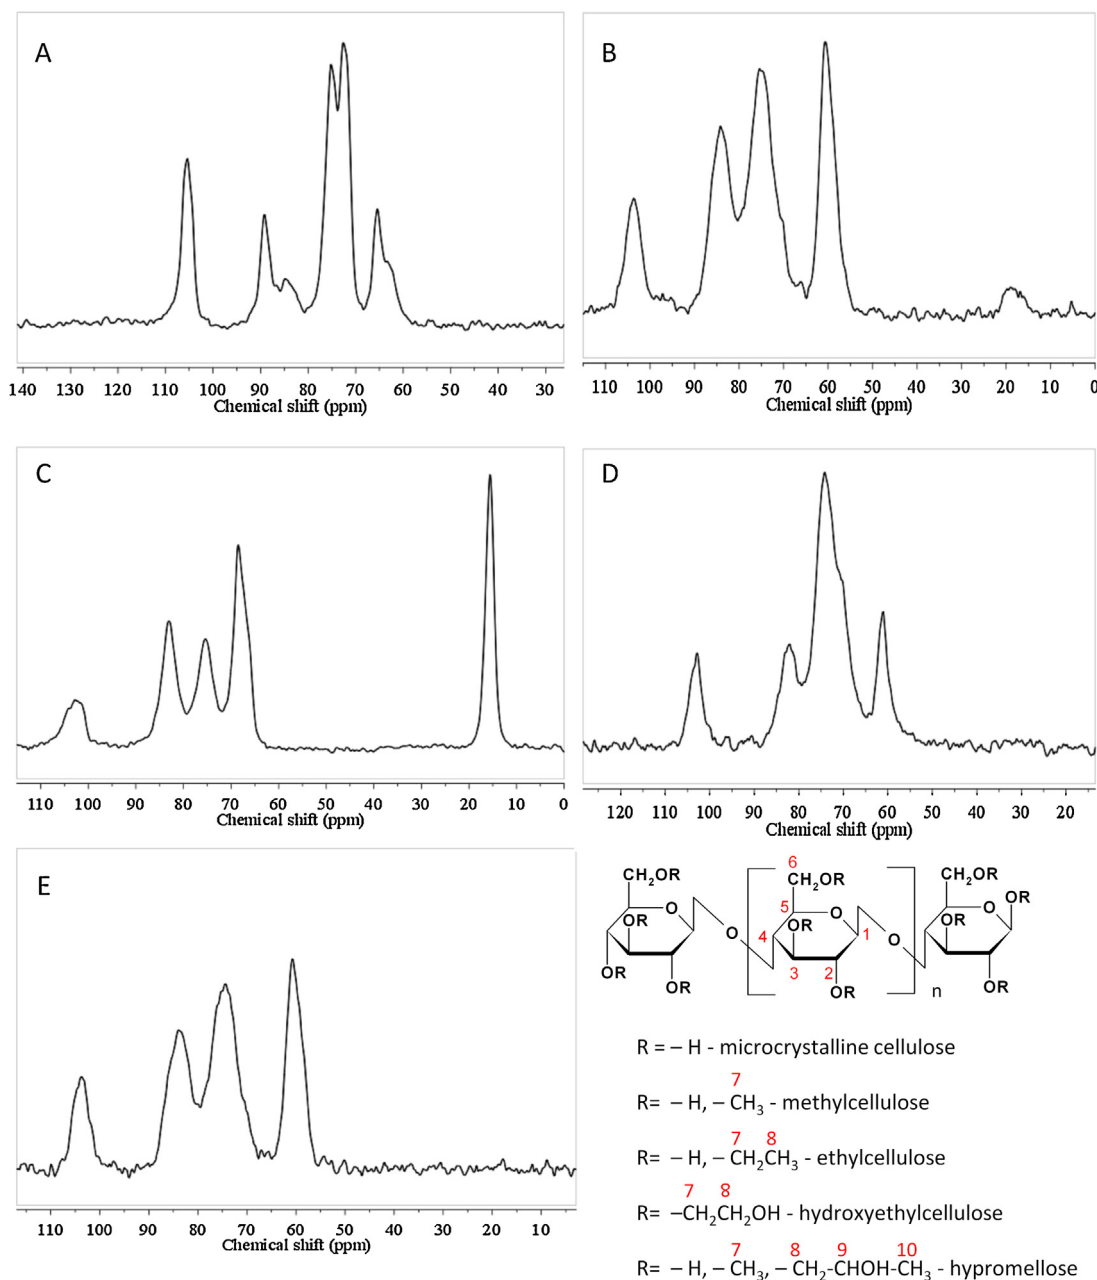 A
B
140 130 120 110 100 90 80 70 60 50 40 30
Chemical shift (ppm)
110 100 90 80 70 60 50 40 30 20 10 0
Chemical shift (ppm)
C
D
110 100 90 80 70 60 50 40 30 20 10 0
Chemical shift (ppm)
120 110 100 90 80 70 60 50 40 30 20
Chemical shift (ppm)
E
110 100 90 80 70 60 50 40 30 20 10
Chemical shift (ppm)
6
CH2OR CH2OR CH2OR
5 O O O OR
OR OR OR
4 O 1 O
3 2
OR OR OR OR
n
R = – H - microcrystalline cellulose
7
R= – H, – CH3 - methylcellulose
7 8
R= – H, – CH2CH3 - ethylcellulose
7 8
R= –CH2CH2OH - hydroxyethylcellulose
7 8 9 10
R= – H, – CH3, – CH2-CHOH-CH3 - hypromellose